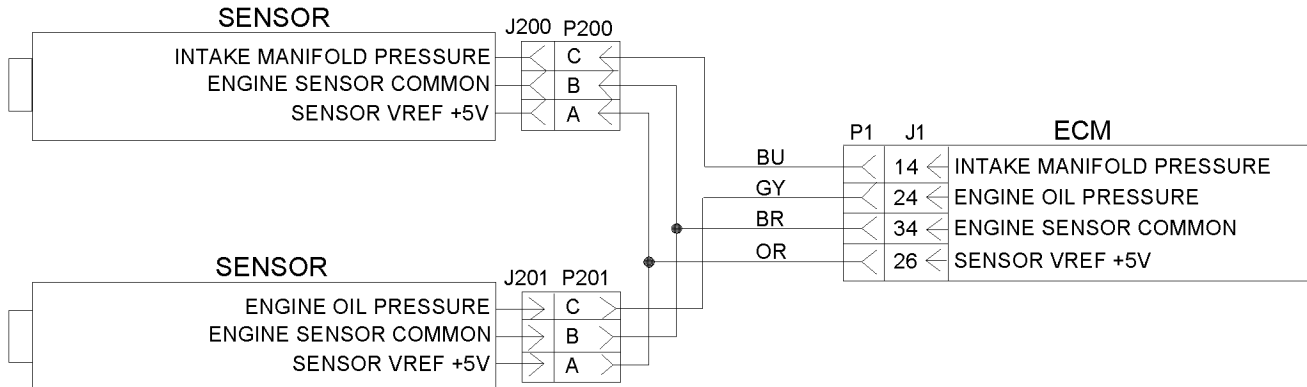 SENSOR
J200 P200
INTAKE MANIFOLD PRESSURE C
ENGINE SENSOR COMMON B
SENSOR VREF +5V A
P1 J1 ECM
BU 14 INTAKE MANIFOLD PRESSURE
GY 24 ENGINE OIL PRESSURE
BR 34 ENGINE SENSOR COMMON
OR 26 SENSOR VREF +5V
SENSOR
J201 P201
ENGINE OIL PRESSURE C
ENGINE SENSOR COMMON B
SENSOR VREF +5V A